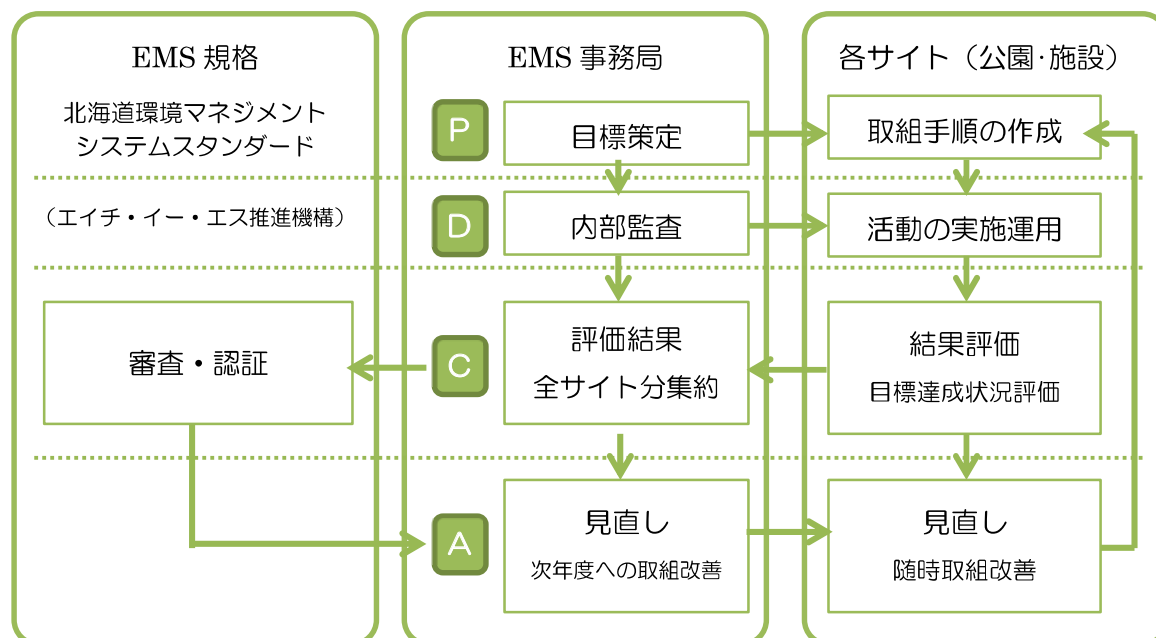 EMS 規格
北海道環境マネジメント
システムスタンダード
（エイチ・イー・エス推進機構）
審査・認証
EMS 事務局
P
目標策定
D
内部監査
C
評価結果
全サイト分集約
A
見直し
次年度への取組改善
各サイト（公園・施設）
取組手順の作成
活動の実施運用
結果評価
目標達成状況評価
見直し
随時取組改善